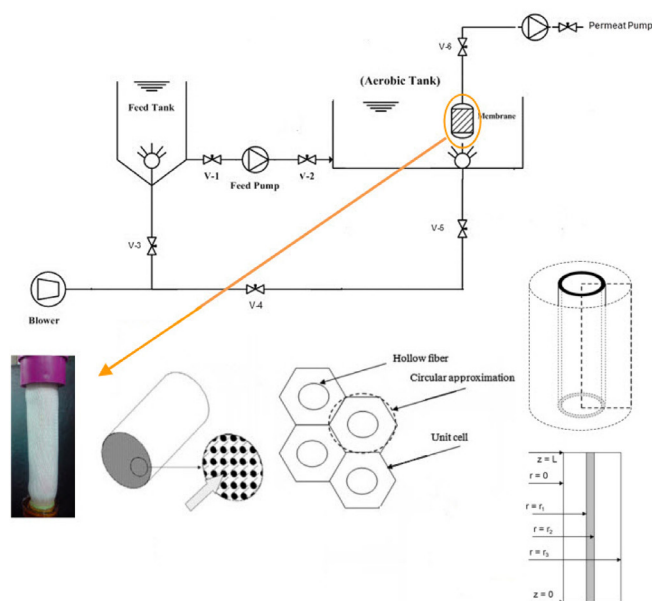 V-6
Permeat Pump
(Aerobic Tank)
Feed Tank
Membrane
V-1
Feed Pump
V-2
V-3
V-5
V-4
Blower
Hollow fiber
Circular approximation
Unit cell
z = L
r = 0
r = r₁
r = r₂
r = r₃
z = 0